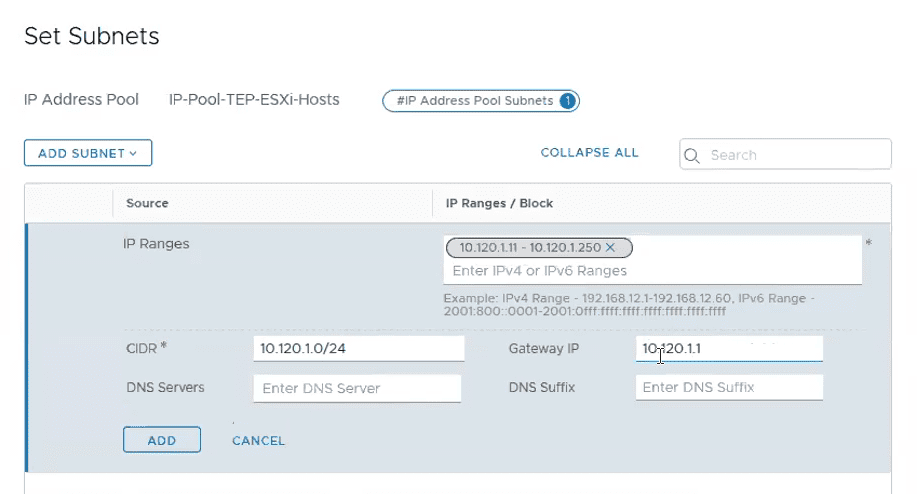 Set Subnets
IP Address Pool IP-Pool-TEP-ESXi-Hosts #IP Address Pool Subnets 1
ADD SUBNET COLLAPSE ALL Search
Source IP Ranges / Block
IP Ranges 10.120.1.11 - 10.120.1.250 × *
Enter IPv4 or IPv6 Ranges
Example: IPv4 Range - 192.168.12.1-192.168.12.60, IPv6 Range -
2001:800::0001-2001:0fff:ffff:ffff:ffff:ffff:ffff:ffff
CIDR * 10.120.1.0/24 Gateway IP 10.120.1.1
DNS Servers Enter DNS Server DNS Suffix Enter DNS Suffix
ADD CANCEL